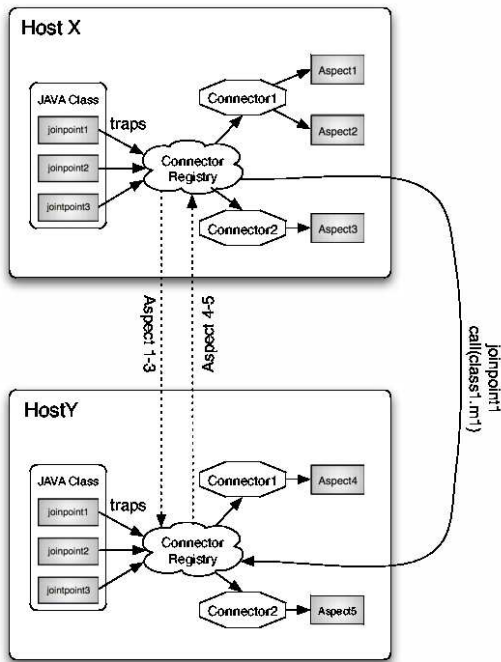 Host X
JAVA Class
joinpoint1
joinpoint2
jointpoint3
traps
Connector
Registry
Connector1
Connector2
Aspect1
Aspect2
Aspect3
Aspect 1-3
Aspect 4-5
joinpoint1
call(class1.m1)
HostY
JAVA Class
joinpoint1
joinpoint2
jointpoint3
traps
Connector
Registry
Connector1
Connector2
Aspect4
Aspect5